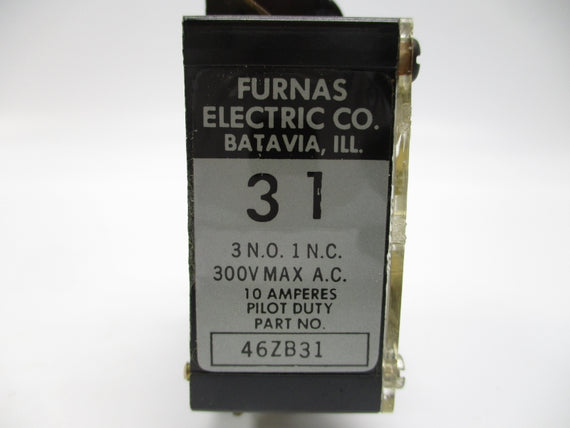 FURNAS
ELECTRIC CO.
BATAVIA, ILL.
31
3 N.O. 1 N.C.
300V MAX A.C.
10 AMPERES
PILOT DUTY
PART NO.
46ZB31